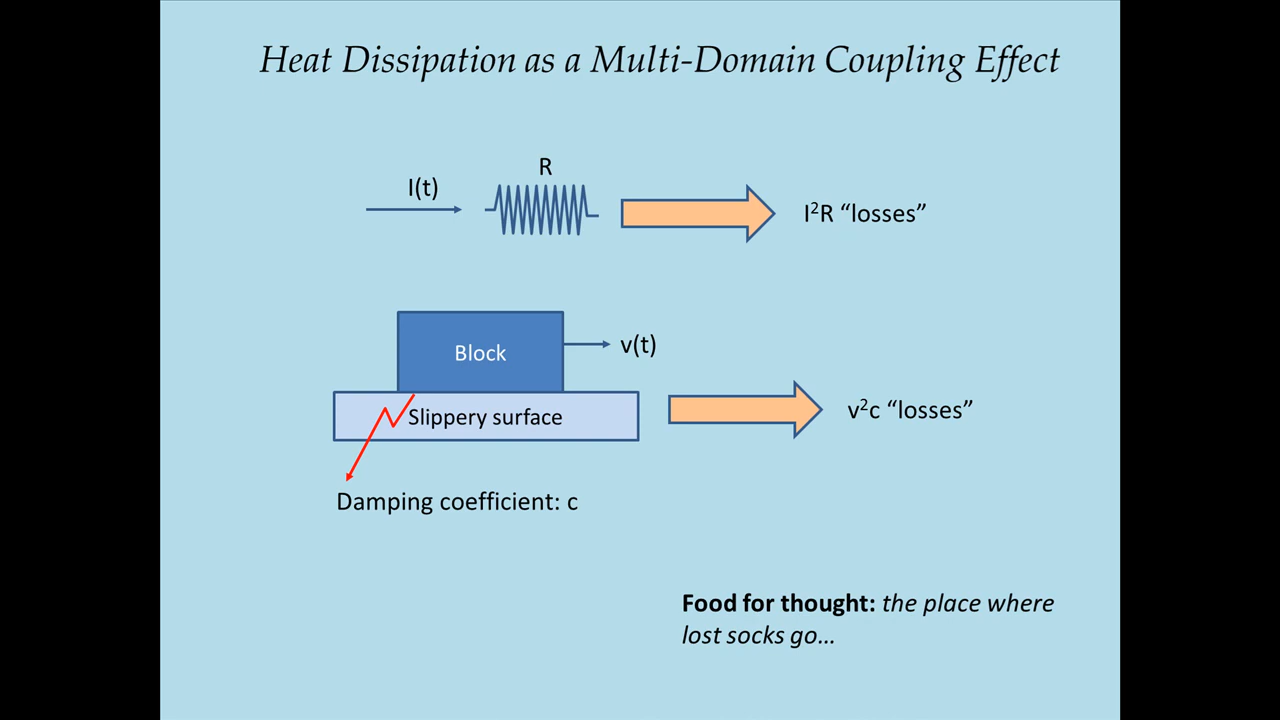 Heat Dissipation as a Multi-Domain Coupling Effect
R
I(t)
I²R “losses”
Block
v(t)
Slippery surface
v²c “losses”
Damping coefficient: c
Food for thought: the place where
lost socks go...